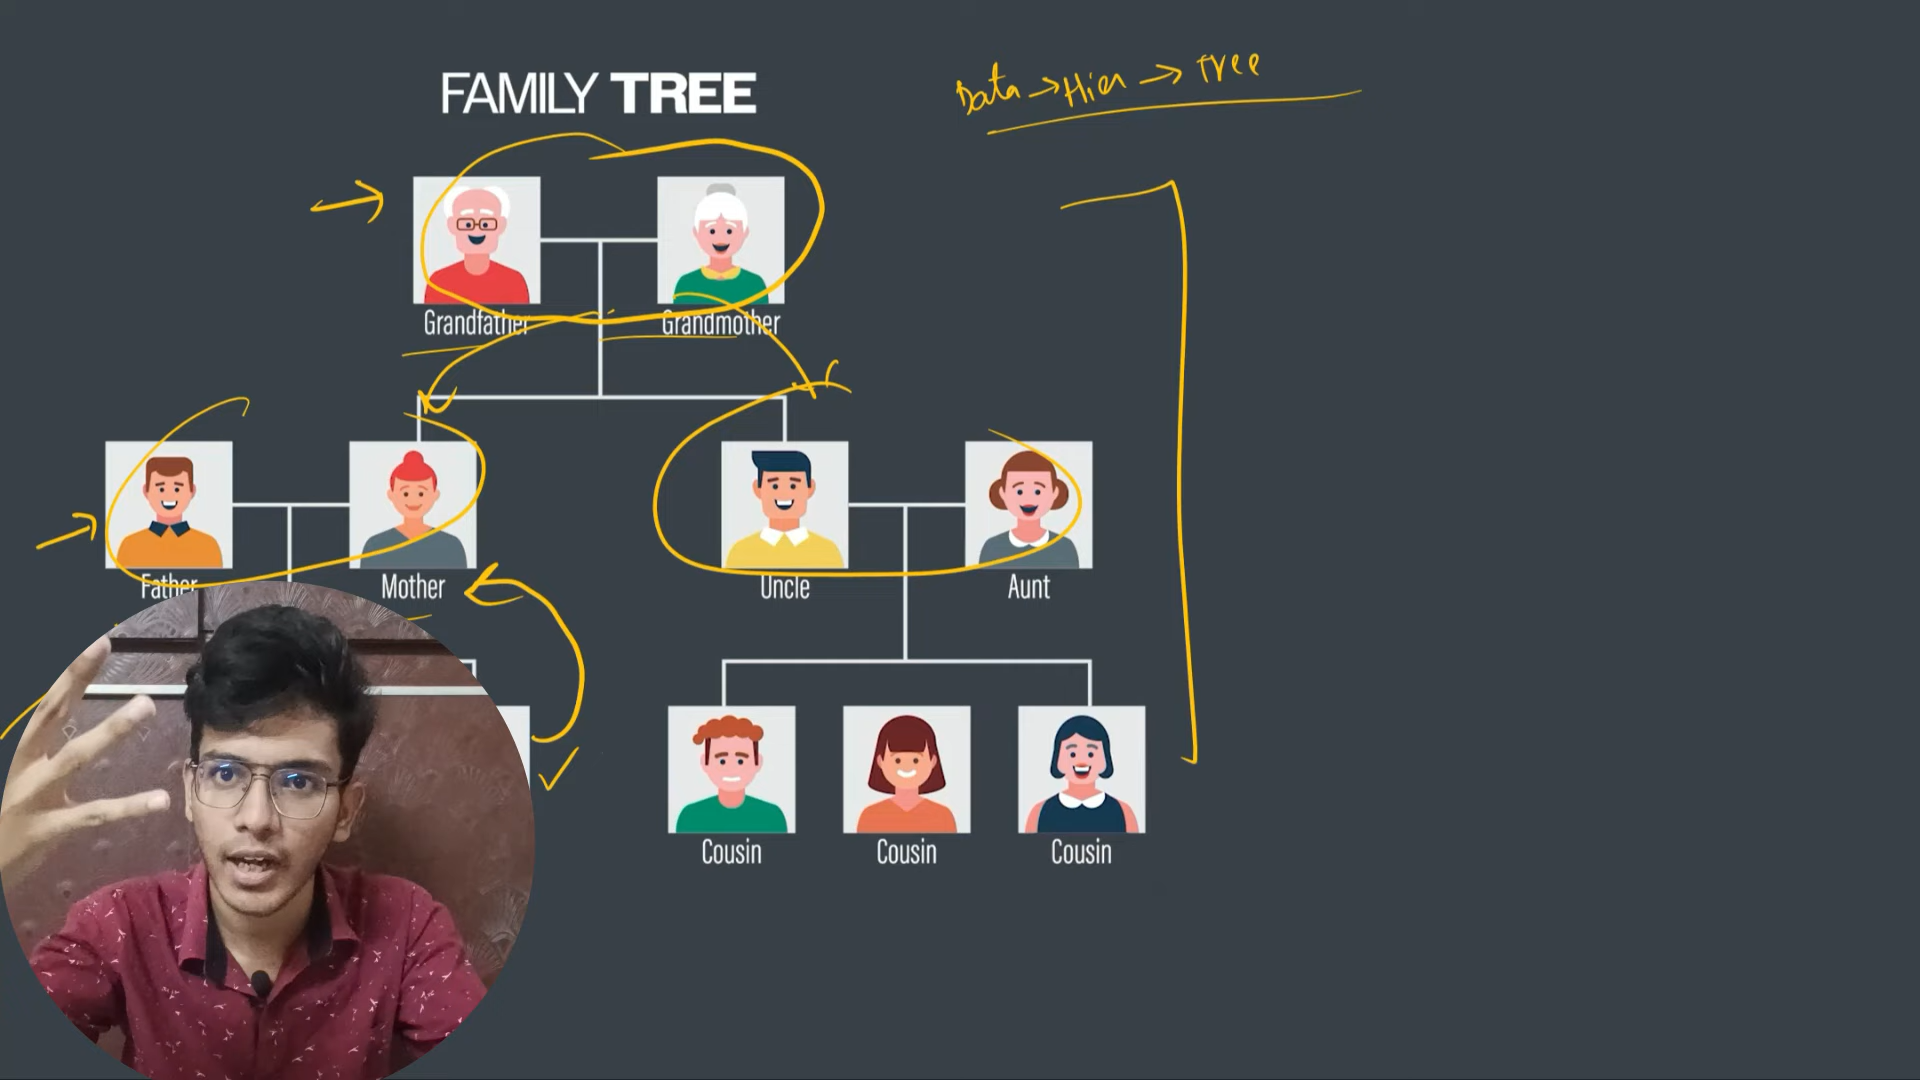 FAMILY TREE
Data → Hier → Tree
Grandfather Grandmother
Father Mother Uncle Aunt
Cousin Cousin Cousin